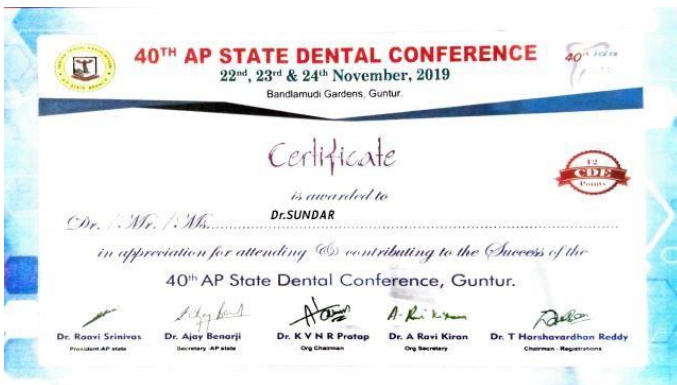 40TH AP STATE DENTAL CONFERENCE
22nd, 23rd & 24th November, 2019
Bandlamudi Gardens, Guntur.
40th
Certificate
12
CDE
Points
is awarded to
Dr. / Mr. / Ms. Dr.SUNDAR
in appreciation for attending & contributing to the Success of the
40th AP State Dental Conference, Guntur.
A. Ravi Kiran
Dr. Raavi Srinivas Dr. Ajay Benarji Dr. K V N R Pratap Dr. A Ravi Kiran Dr. T Harshavardhan Reddy
President-AP state Secretary -AP state Org Chairman Org Secretary Chairman - Registrations